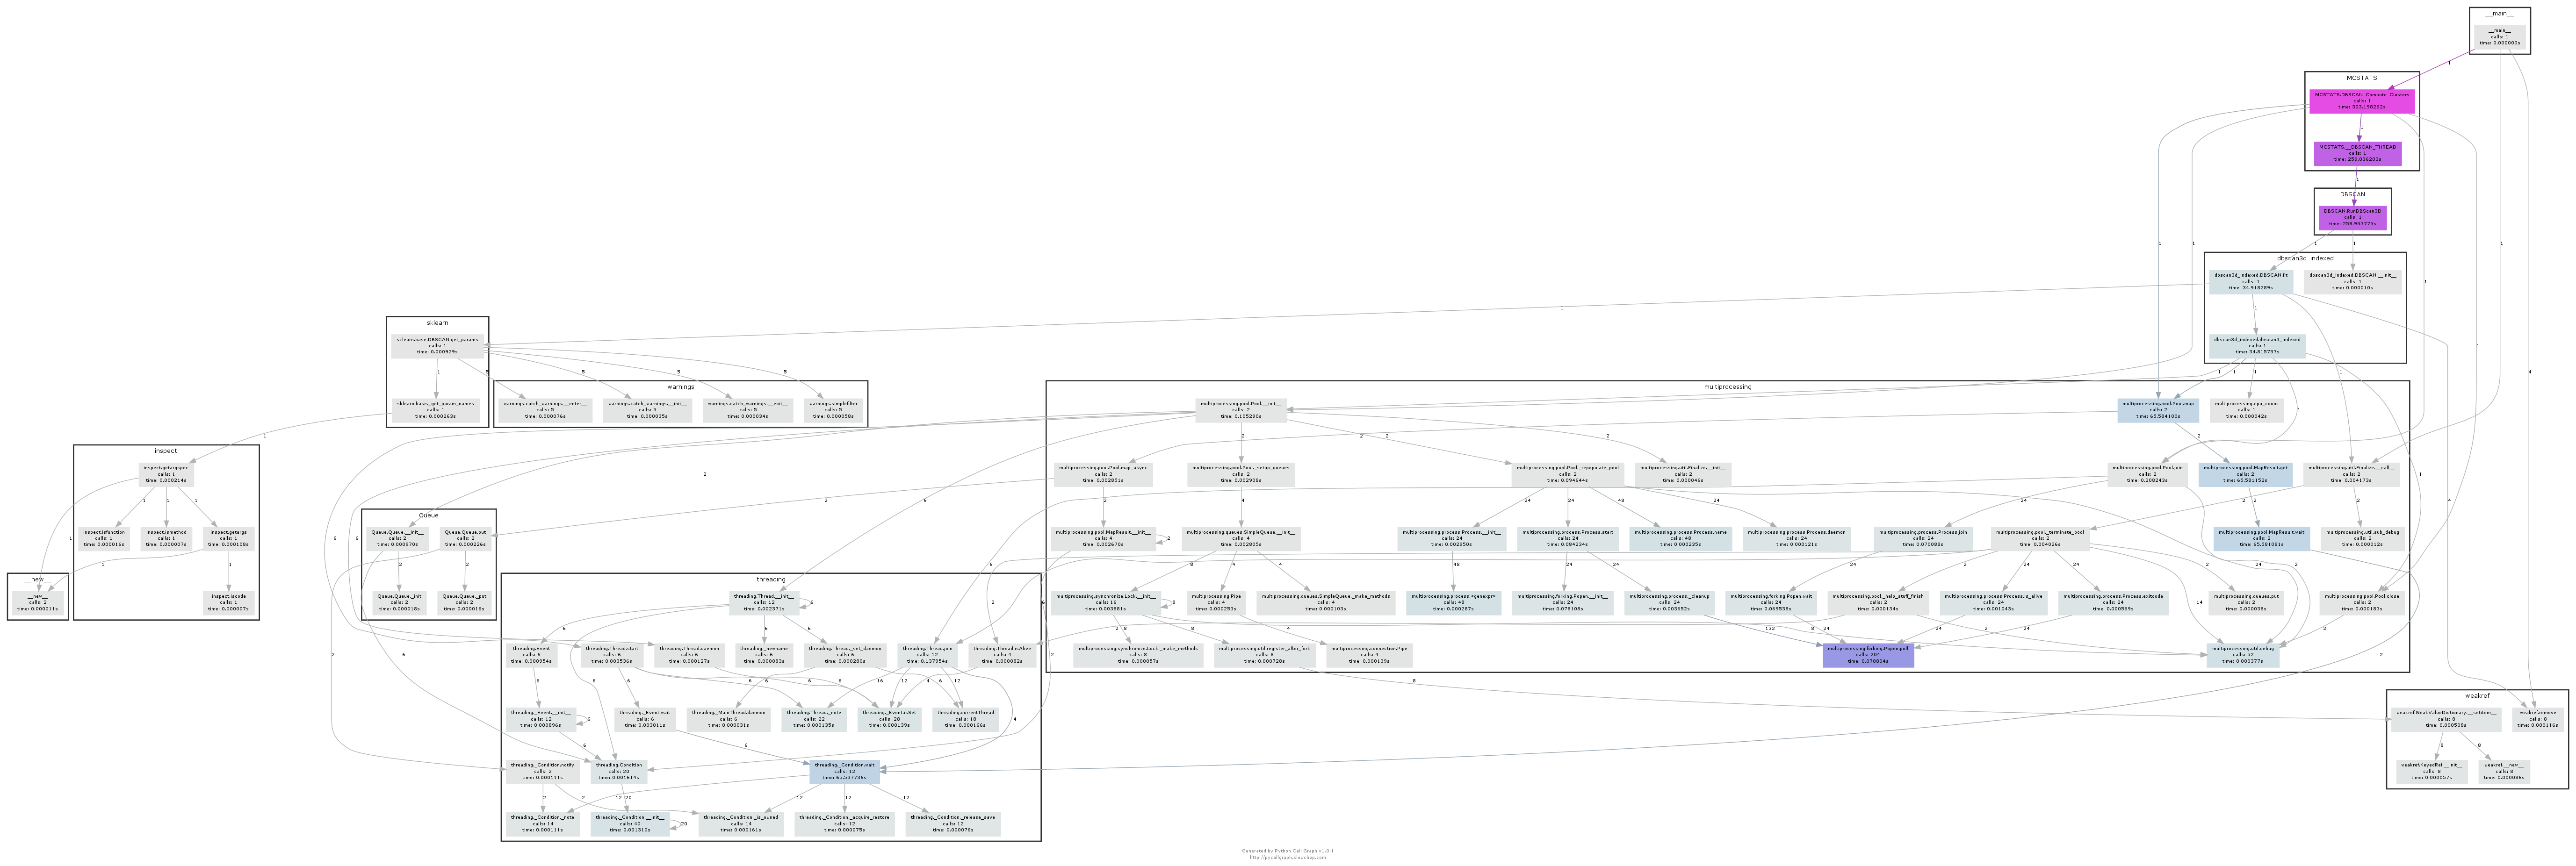 __main__
__main__
calls: 1
time: 0.000000s
1
MCSTATS
MCSTATS.DBSCAN_Compute_Clusters
calls: 1
time: 303.198262s
1
MCSTATS.__DBSCAN_THREAD
calls: 1
time: 259.036203s
1
DBSCAN
DBSCAN.RunDBScan3D
calls: 1
time: 256.953775s
1
1
1
1
1
4
dbscan3d_indexed
dbscan3d_indexed.DBSCAN.fit
calls: 1
time: 34.918289s
dbscan3d_indexed.DBSCAN.__init__
calls: 1
time: 0.000010s
1
1
dbscan3d_indexed.dbscan3_indexed
calls: 1
time: 34.815757s
sklearn
sklearn.base.DBSCAN.get_params
calls: 1
time: 0.000929s
1
5
5
5
5
sklearn.base._get_param_names
calls: 1
time: 0.000263s
warnings
warnings.catch_warnings.__enter__
calls: 5
time: 0.000076s
warnings.catch_warnings.__init__
calls: 5
time: 0.000035s
warnings.catch_warnings.__exit__
calls: 5
time: 0.000034s
warnings.simplefilter
calls: 5
time: 0.000058s
inspect
inspect.getargspec
calls: 1
time: 0.000214s
inspect.isfunction
calls: 1
time: 0.000016s
inspect.ismethod
calls: 1
time: 0.000007s
inspect.getargs
calls: 1
time: 0.000108s
inspect.iscode
calls: 1
time: 0.000007s
__new__
__new__
calls: 2
time: 0.000011s
Queue
Queue.Queue.__init__
calls: 2
time: 0.000970s
Queue.Queue.put
calls: 2
time: 0.000226s
Queue.Queue._init
calls: 2
time: 0.000018s
Queue.Queue._put
calls: 2
time: 0.000016s
multiprocessing
multiprocessing.pool.Pool.__init__
calls: 2
time: 0.105290s
multiprocessing.pool.Pool.map
calls: 2
time: 65.584100s
multiprocessing.cpu_count
calls: 1
time: 0.000042s
multiprocessing.pool.Pool.map_async
calls: 2
time: 0.002851s
multiprocessing.pool.Pool._setup_queues
calls: 2
time: 0.002908s
multiprocessing.pool.Pool._repopulate_pool
calls: 2
time: 0.094644s
multiprocessing.util.Finalize.__init__
calls: 2
time: 0.000046s
multiprocessing.pool.Pool.join
calls: 2
time: 0.208243s
multiprocessing.pool.MapResult.get
calls: 2
time: 65.581152s
multiprocessing.util.Finalize.__call__
calls: 2
time: 0.004173s
multiprocessing.pool.MapResult.__init__
calls: 4
time: 0.002670s
multiprocessing.queues.SimpleQueue.__init__
calls: 4
time: 0.002805s
multiprocessing.process.Process.__init__
calls: 24
time: 0.002950s
multiprocessing.process.Process.start
calls: 24
time: 0.084234s
multiprocessing.process.Process.name
calls: 48
time: 0.000235s
multiprocessing.process.Process.daemon
calls: 24
time: 0.000121s
multiprocessing.process.Process.join
calls: 24
time: 0.070088s
multiprocessing.pool._terminate_pool
calls: 2
time: 0.004026s
multiprocessing.pool.MapResult.wait
calls: 2
time: 65.581081s
multiprocessing.util.sub_debug
calls: 2
time: 0.000012s
multiprocessing.synchronize.Lock.__init__
calls: 16
time: 0.003881s
multiprocessing.Pipe
calls: 4
time: 0.000253s
multiprocessing.queues.SimpleQueue._make_methods
calls: 4
time: 0.000103s
multiprocessing.process.<genexpr>
calls: 48
time: 0.000287s
multiprocessing.forking.Popen.__init__
calls: 24
time: 0.079108s
multiprocessing.process._cleanup
calls: 24
time: 0.003652s
multiprocessing.forking.Popen.wait
calls: 24
time: 0.069538s
multiprocessing.pool._help_stuff_finish
calls: 2
time: 0.000134s
multiprocessing.process.Process.is_alive
calls: 24
time: 0.001043s
multiprocessing.process.Process.exitcode
calls: 24
time: 0.000569s
multiprocessing.queues.put
calls: 2
time: 0.000038s
multiprocessing.pool.Pool.close
calls: 2
time: 0.000183s
multiprocessing.synchronize.Lock._make_methods
calls: 8
time: 0.000057s
multiprocessing.util.register_after_fork
calls: 8
time: 0.000728s
multiprocessing.connection.Pipe
calls: 4
time: 0.000139s
multiprocessing.forking.Popen.poll
calls: 204
time: 0.070804s
multiprocessing.util.debug
calls: 52
time: 0.000377s
threading
threading.Thread.__init__
calls: 12
time: 0.002371s
threading.Event
calls: 6
time: 0.000954s
threading.Thread.start
calls: 6
time: 0.003536s
threading.Thread.daemon
calls: 6
time: 0.000127s
threading._newname
calls: 6
time: 0.000083s
threading.Thread._set_daemon
calls: 6
time: 0.000280s
threading.Thread.join
calls: 12
time: 0.137954s
threading.Thread.isAlive
calls: 4
time: 0.000082s
threading._Event.__init__
calls: 12
time: 0.000896s
threading._Event.wait
calls: 6
time: 0.003011s
threading._MainThread.daemon
calls: 6
time: 0.000031s
threading.Thread._note
calls: 22
time: 0.000135s
threading._Event.isSet
calls: 28
time: 0.000139s
threading.currentThread
calls: 18
time: 0.000166s
threading._Condition.notify
calls: 2
time: 0.000111s
threading.Condition
calls: 20
time: 0.001614s
threading._Condition.wait
calls: 12
time: 65.537736s
threading._Condition._note
calls: 14
time: 0.000111s
threading._Condition.__init__
calls: 40
time: 0.001310s
threading._Condition._is_owned
calls: 14
time: 0.000161s
threading._Condition._acquire_restore
calls: 12
time: 0.000075s
threading._Condition._release_save
calls: 12
time: 0.000076s
weakref
weakref.WeakValueDictionary.__setitem__
calls: 8
time: 0.000508s
weakref.remove
calls: 8
time: 0.000116s
weakref.KeyedRef.__init__
calls: 8
time: 0.000057s
weakref.__new__
calls: 8
time: 0.000086s
Generated by Python Call Graph v1.0.1
http://pycallgraph.slowchop.com